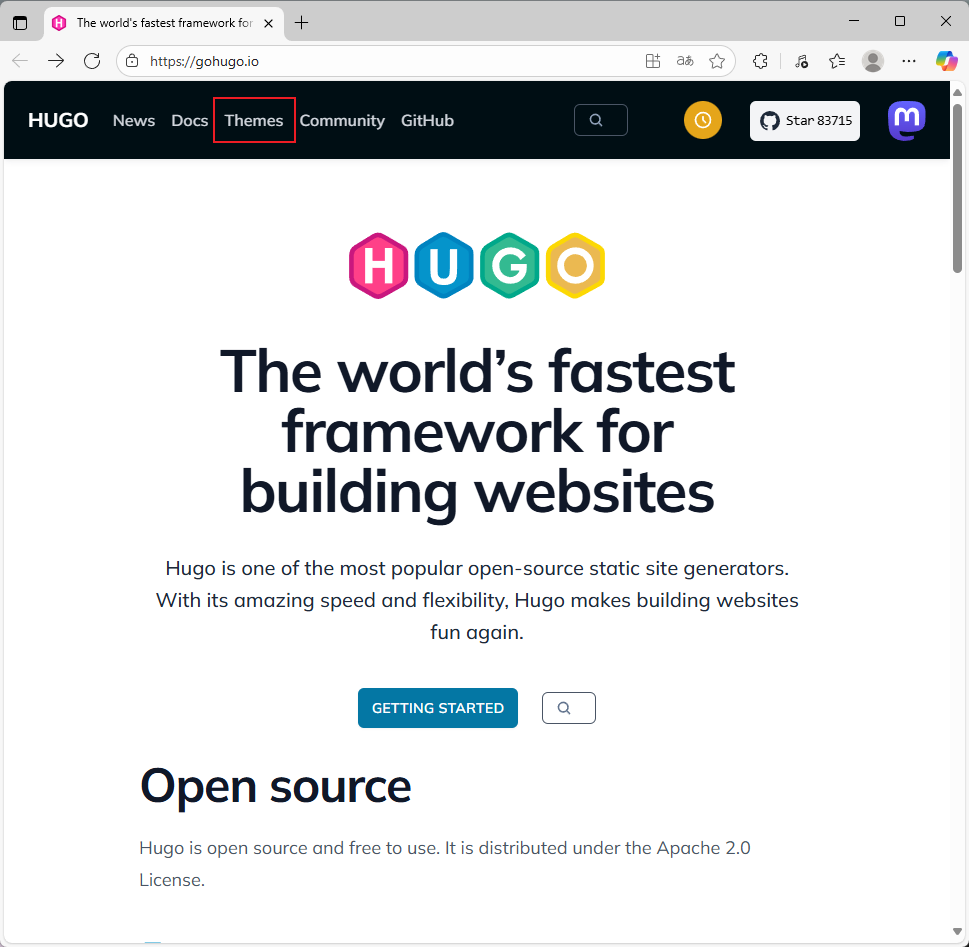 The world's fastest framework for
https://gohugo.io
HUGO News Docs Themes Community GitHub Star 83715
HUGO
The world’s fastest
framework for
building websites
Hugo is one of the most popular open-source static site generators.
With its amazing speed and flexibility, Hugo makes building websites
fun again.
GETTING STARTED
Open source
Hugo is open source and free to use. It is distributed under the Apache 2.0
License.